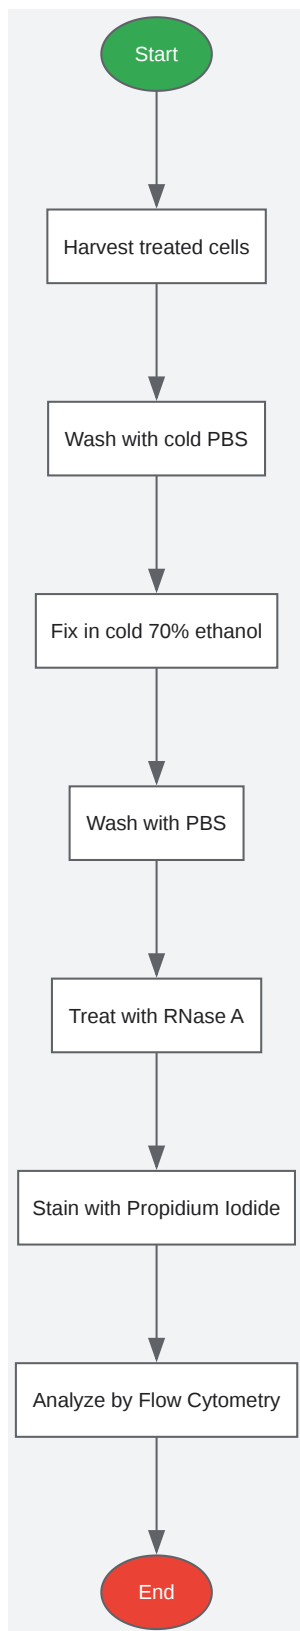 Start
Harvest treated cells
Wash with cold PBS
Fix in cold 70% ethanol
Wash with PBS
Treat with RNase A
Stain with Propidium Iodide
Analyze by Flow Cytometry
End